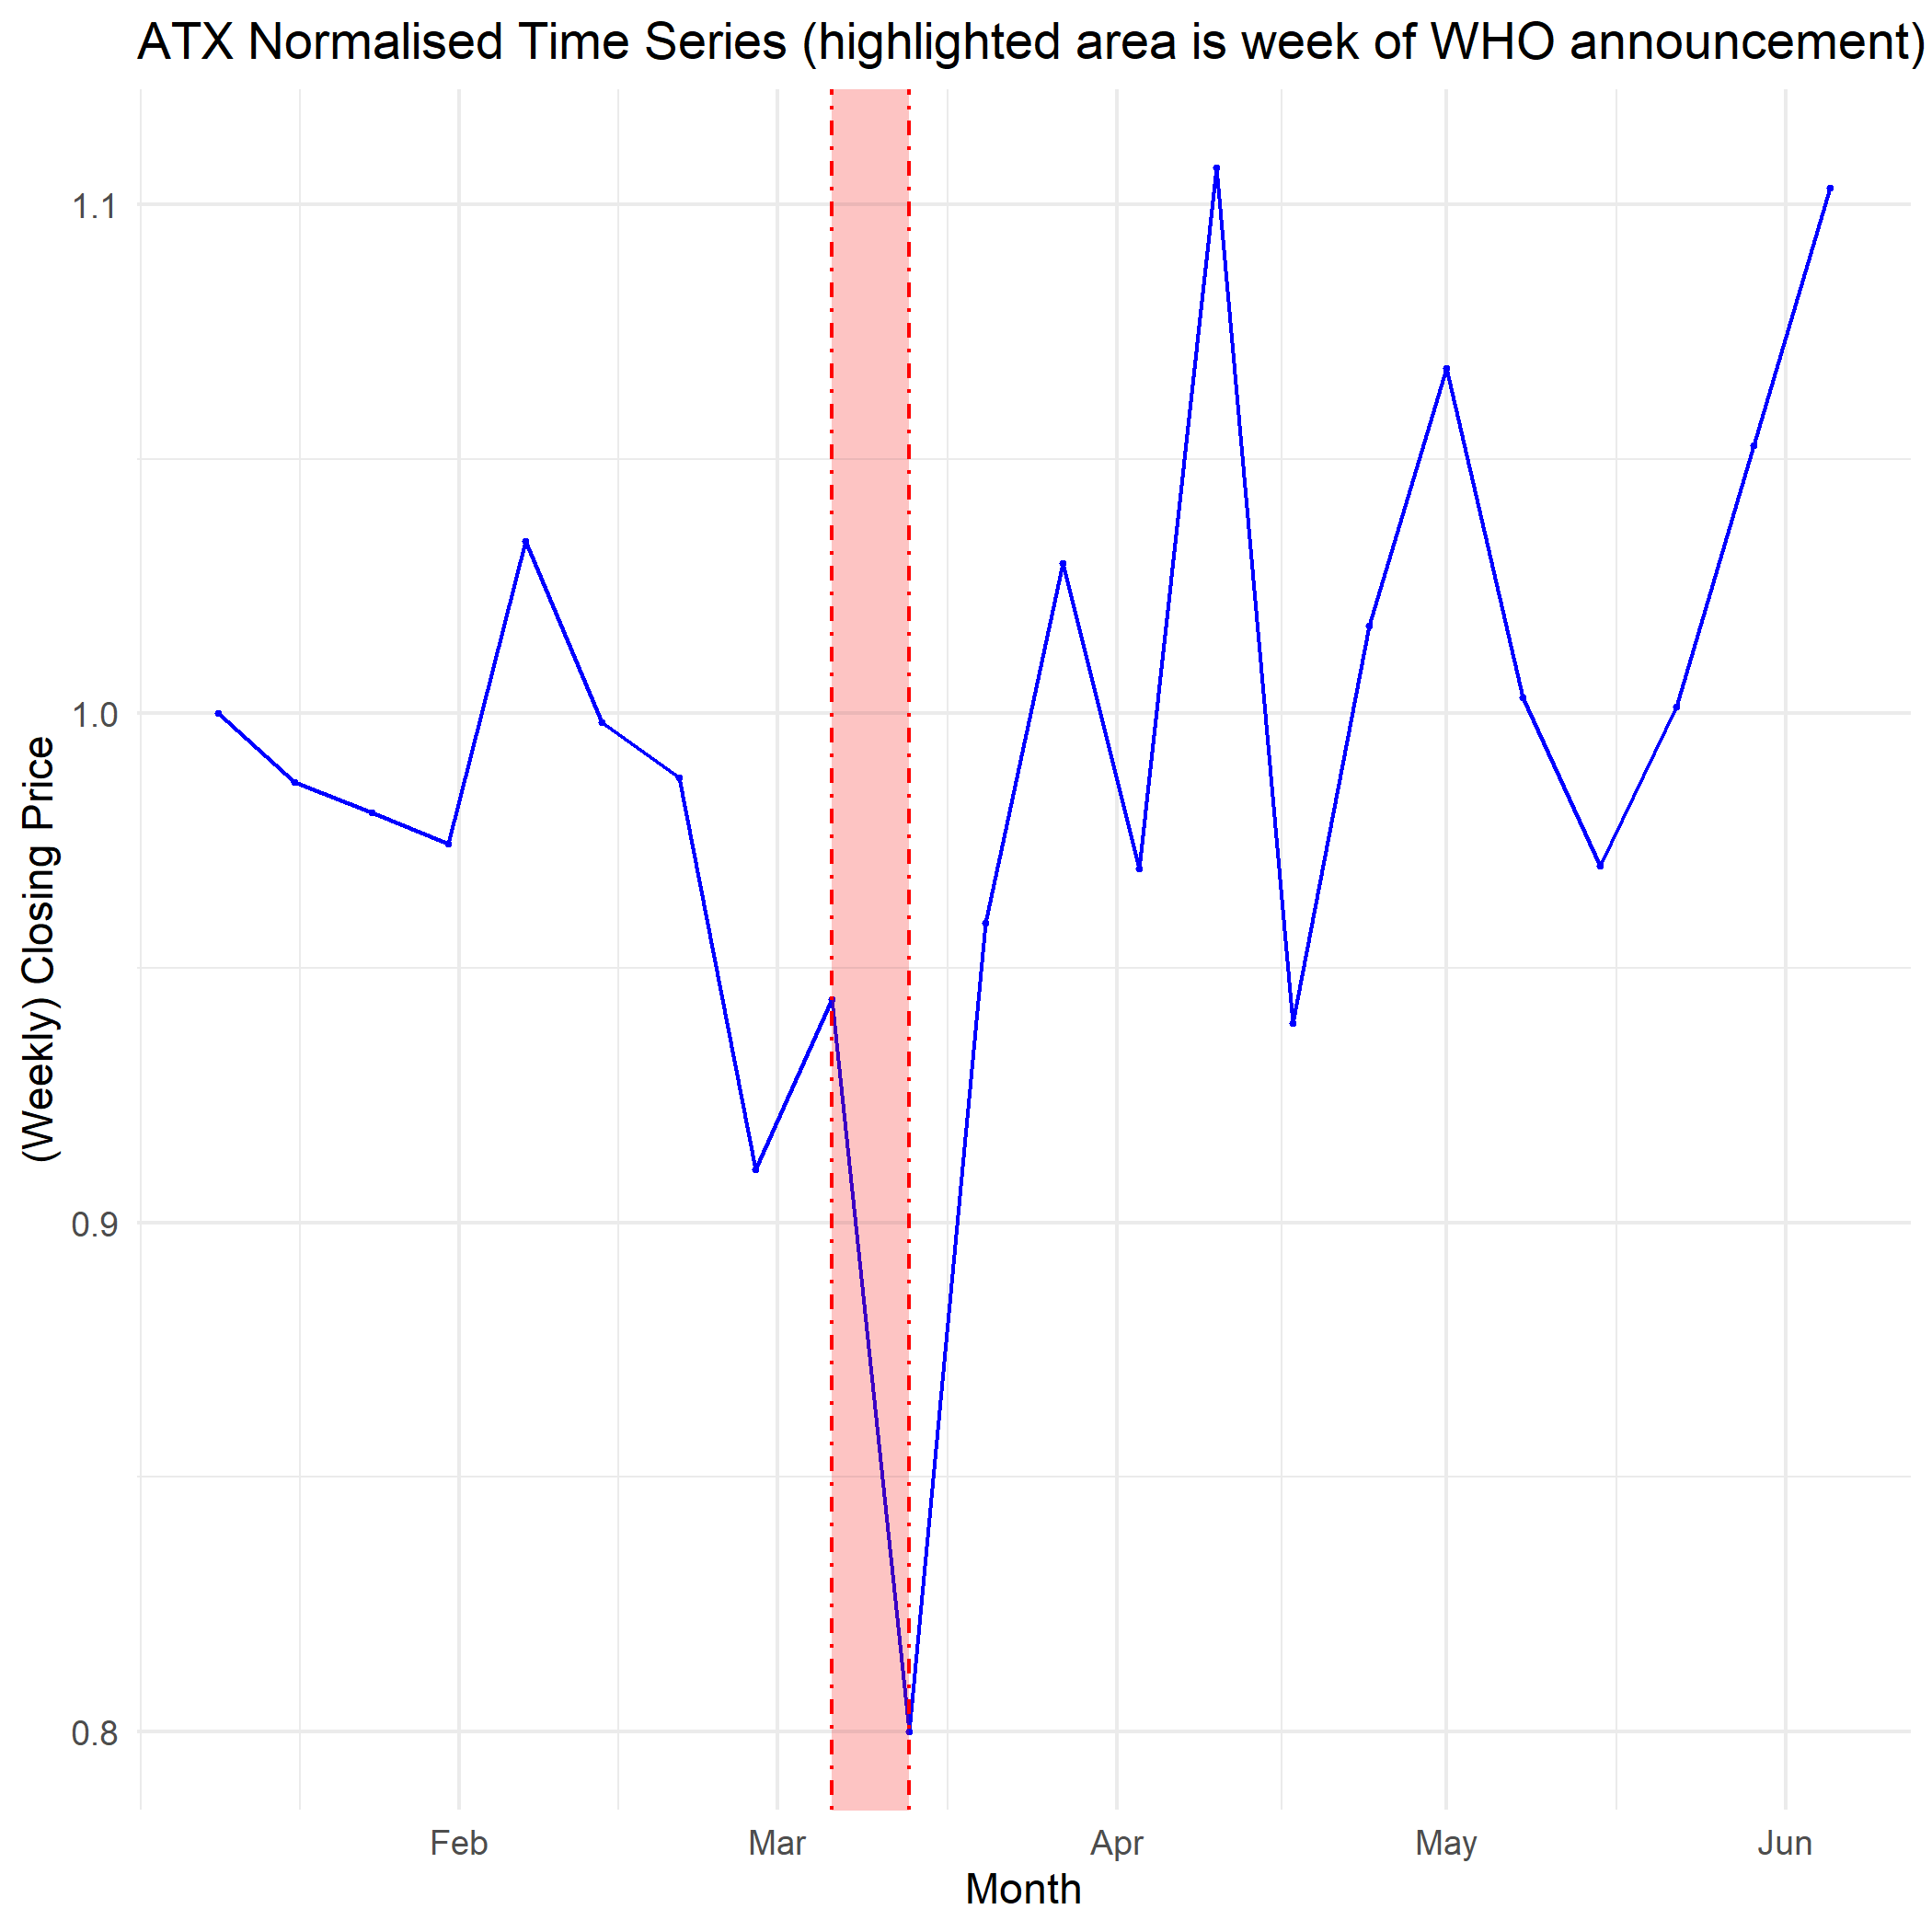 ATX Normalised Time Series (highlighted area is week of WHO announcement)
(Weekly) Closing Price
1.1
1.0
0.9
0.8
Feb Mar Apr May Jun
Month